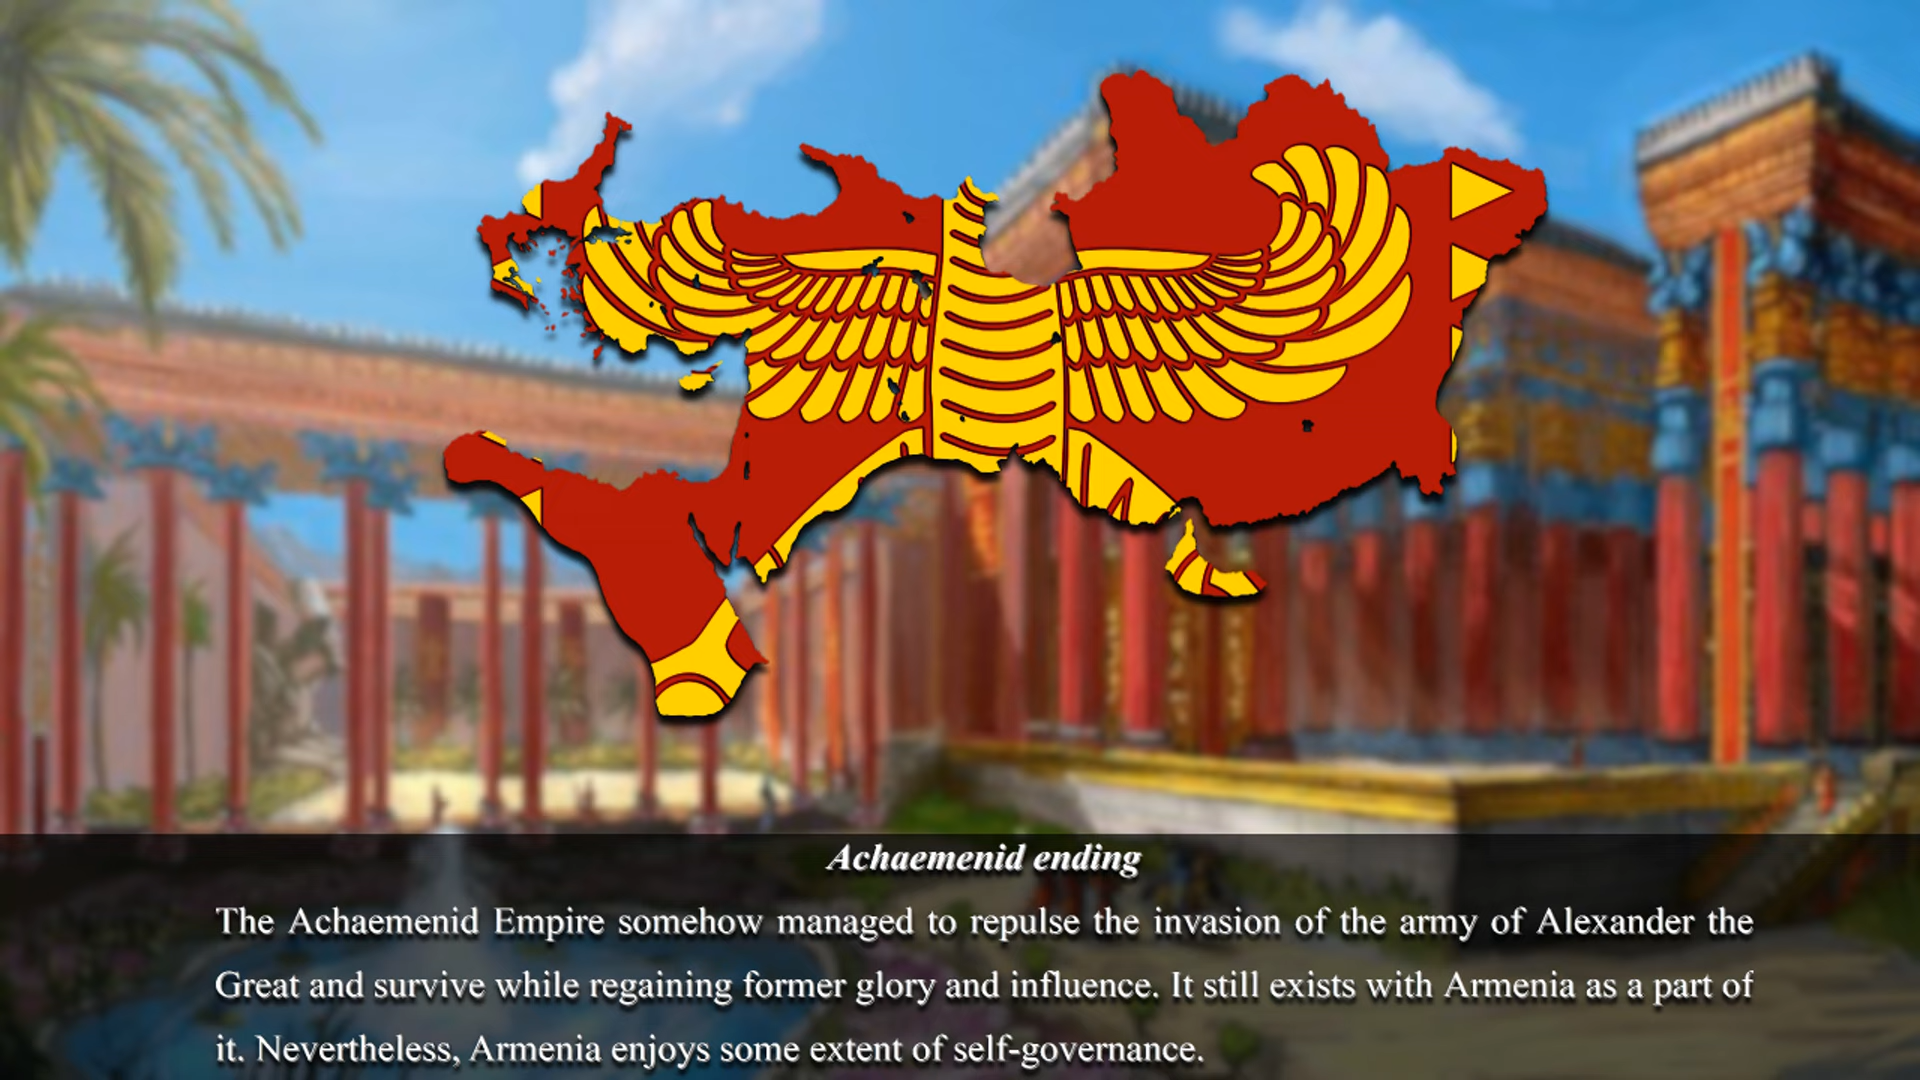 Achaemenid ending
The Achaemenid Empire somehow managed to repulse the invasion of the army of Alexander the
Great and survive while regaining former glory and influence. It still exists with Armenia as a part of
it. Nevertheless, Armenia enjoys some extent of self-governance.